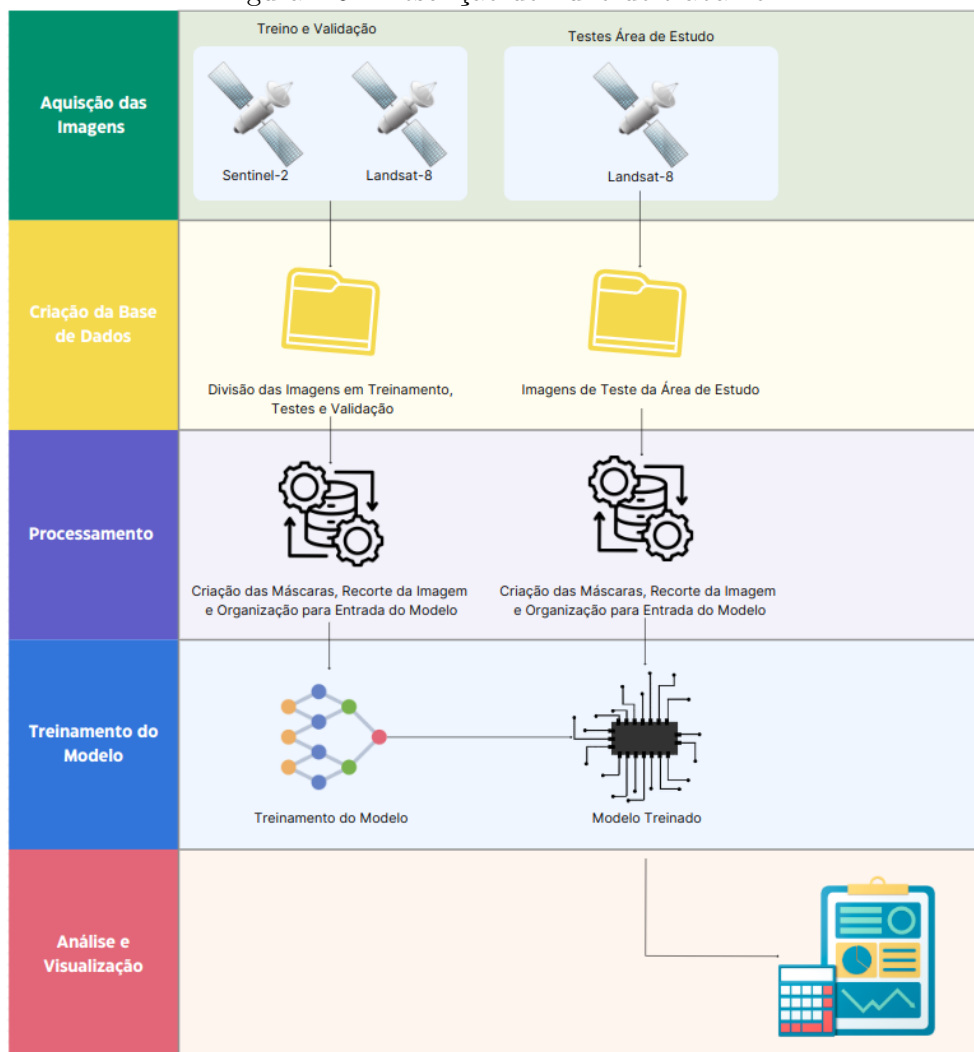 Treino e Validação
Testes Área de Estudo
Aquisção das
Imagens
Sentinel-2
Landsat-8
Landsat-8
Criação da Base
de Dados
Divisão das Imagens em Treinamento,
Testes e Validação
Imagens de Teste da Área de Estudo
Processamento
Criação das Máscaras, Recorte da Imagem
e Organização para Entrada do Modelo
Criação das Máscaras, Recorte da Imagem
e Organização para Entrada do Modelo
Treinamento do
Modelo
Treinamento do Modelo
Modelo Treinado
Análise e
Visualização